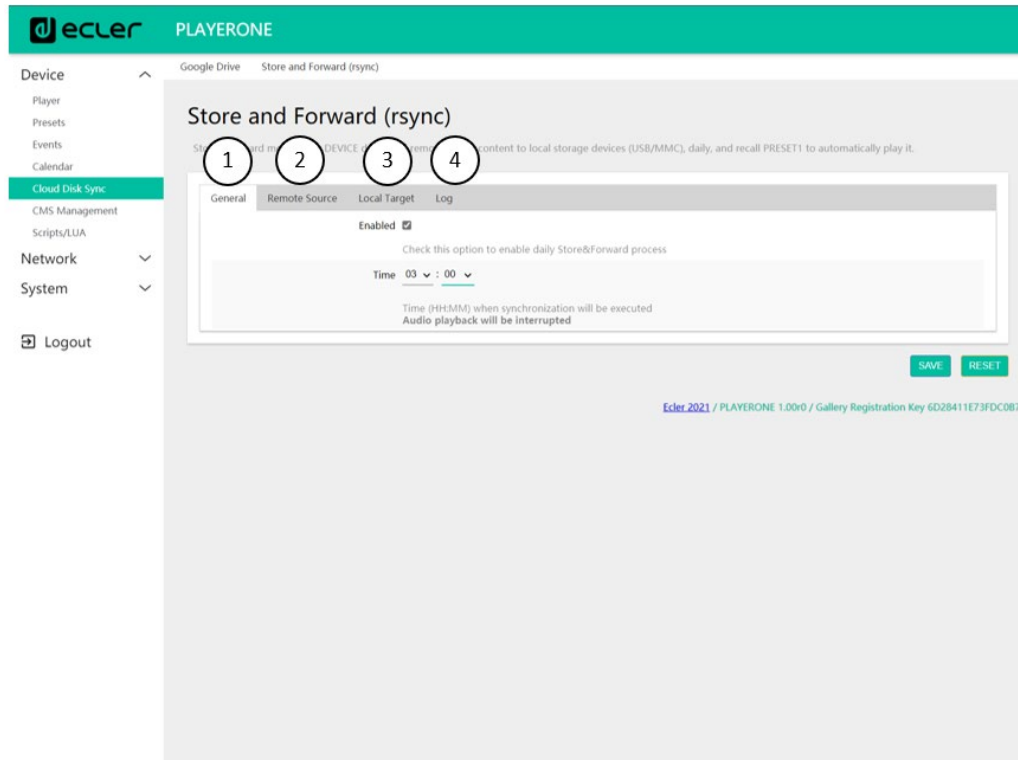 ecler PLAYERONE
Google Drive Store and Forward (rsync)
Device
Player
Presets
Events
Calendar
Cloud Disk Sync
CMS Management
Scripts/LUA
Network
System
Logout
Store and Forward (rsync)
1 2 3 4
DEVICE content to local storage devices (USB/MMC), daily, and recall PRESET1 to automatically play it.
General Remote Source Local Target Log
Enabled
Check this option to enable daily Store&Forward process
Time 03 : 00
Time (HH:MM) when synchronization will be executed
Audio playback will be interrupted
SAVE RESET
Ecler 2021 / PLAYERONE 1.00r0 / Gallery Registration Key 6D28411E73FDC087